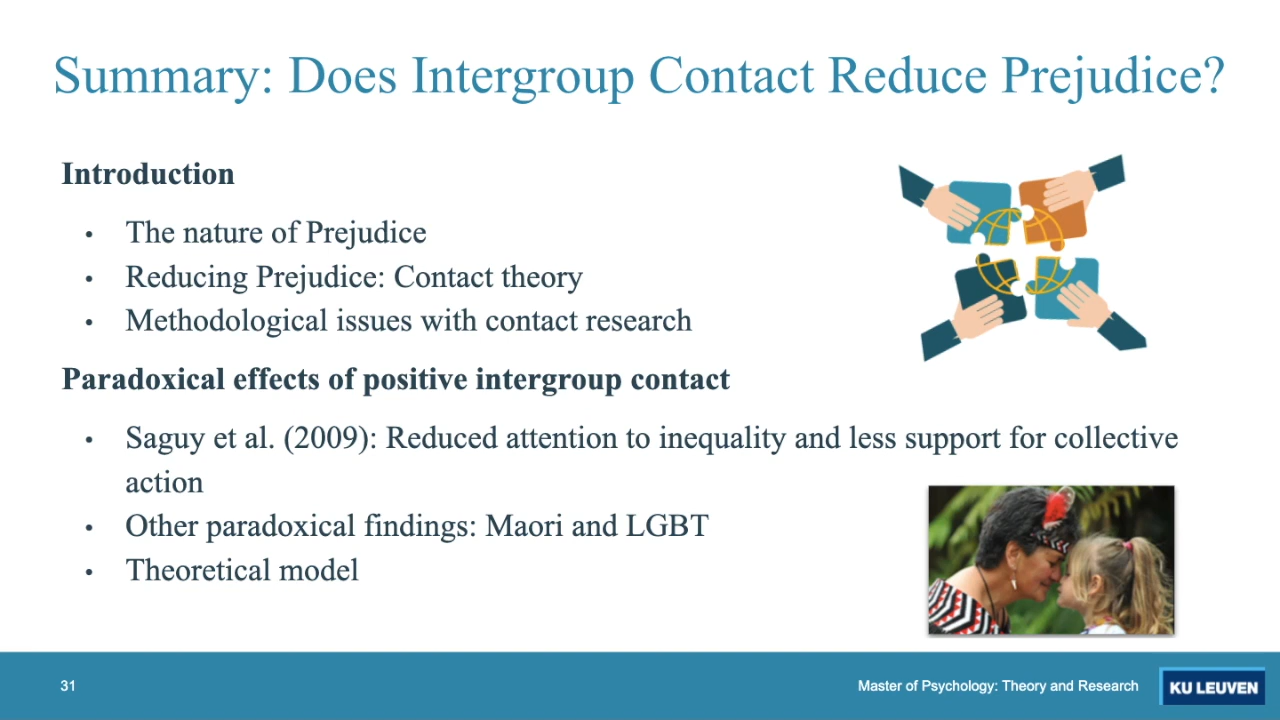 Summary: Does Intergroup Contact Reduce Prejudice?
Introduction
• The nature of Prejudice
• Reducing Prejudice: Contact theory
• Methodological issues with contact research
Paradoxical effects of positive intergroup contact
• Saguy et al. (2009): Reduced attention to inequality and less support for collective
action
• Other paradoxical findings: Maori and LGBT
• Theoretical model
31
Master of Psychology: Theory and Research
KU LEUVEN